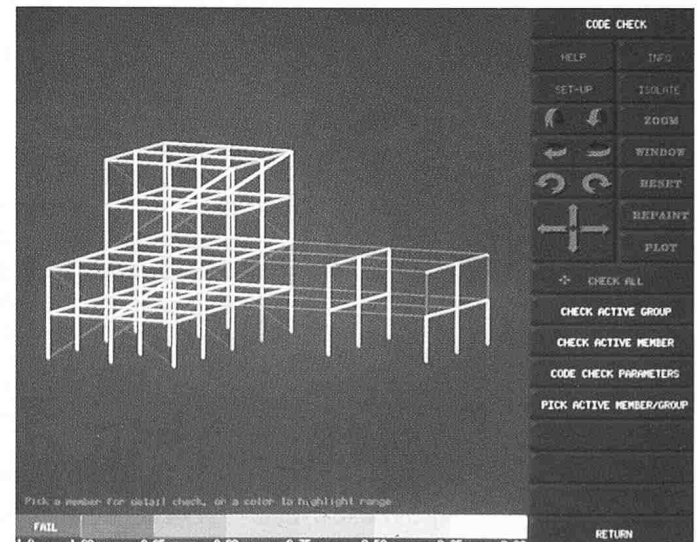 CODE CHECK
HELP INFO
SET-UP ISOLATE
ZOOM
WINDOW
RESET
REPAINT
PLOT
CHECK ALL
CHECK ACTIVE GROUP
CHECK ACTIVE MEMBER
CODE CHECK PARAMETERS
PICK ACTIVE MEMBER/GROUP
Pick a member for detail check, or a color to highlight range
FAIL
RETURN